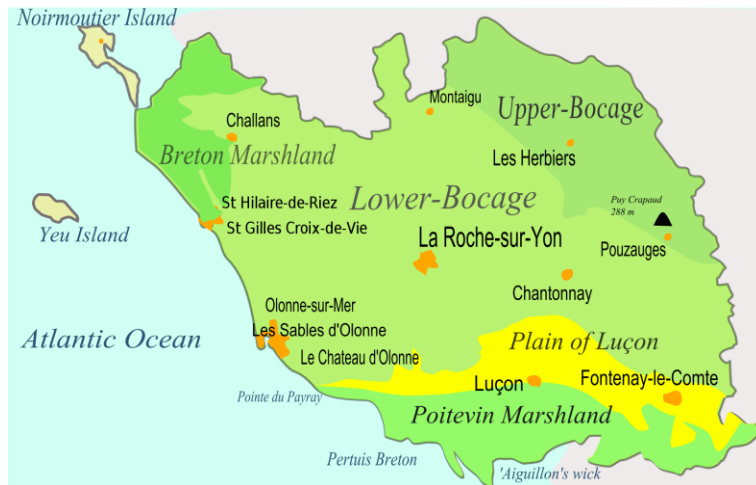 Noirmoutier Island
Montaigu
Upper-Bocage
Challans
Breton Marshland
Les Herbiers
Lower-Bocage
Puy Crapaud
288 m
St Hilaire-de-Riez
St Gilles Croix-de-Vie
Yeu Island
La Roche-sur-Yon
Pouzauges
Chantonnay
Olonne-sur-Mer
Les Sables d'Olonne
Atlantic Ocean
Plain of Luçon
Le Chateau d'Olonne
Luçon
Fontenay-le-Comte
Pointe du Payray
Poitevin Marshland
Pertuis Breton
'Aiguillon's wick